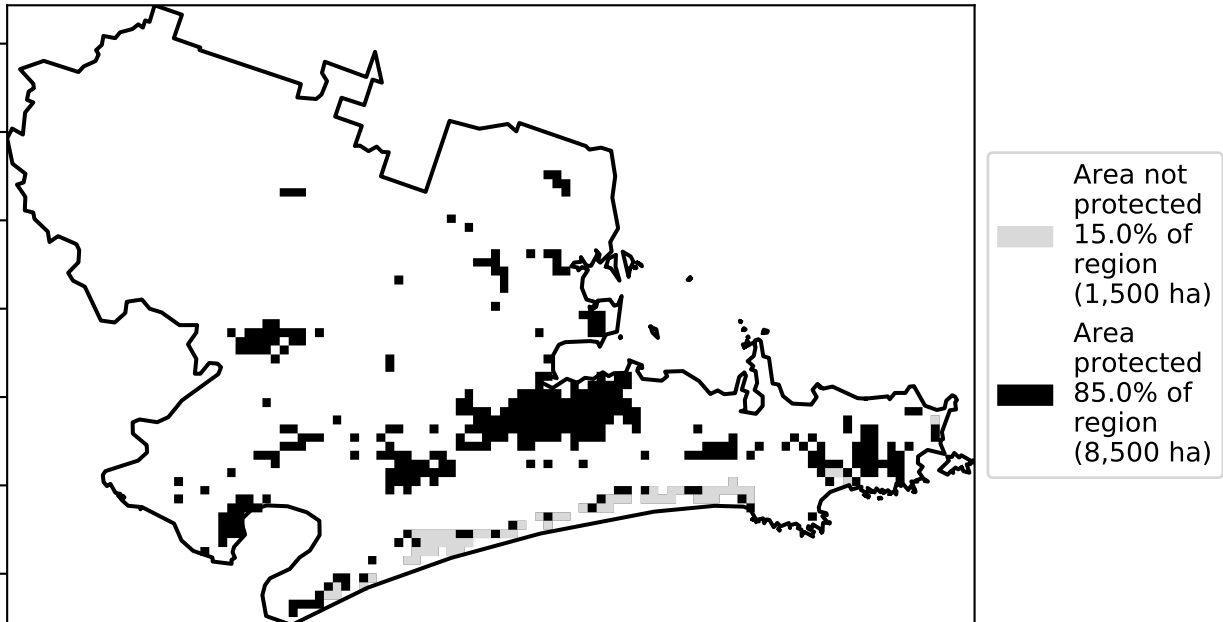 Area not
protected
15.0% of
region
(1,500 ha)
Area
protected
85.0% of
region
(8,500 ha)